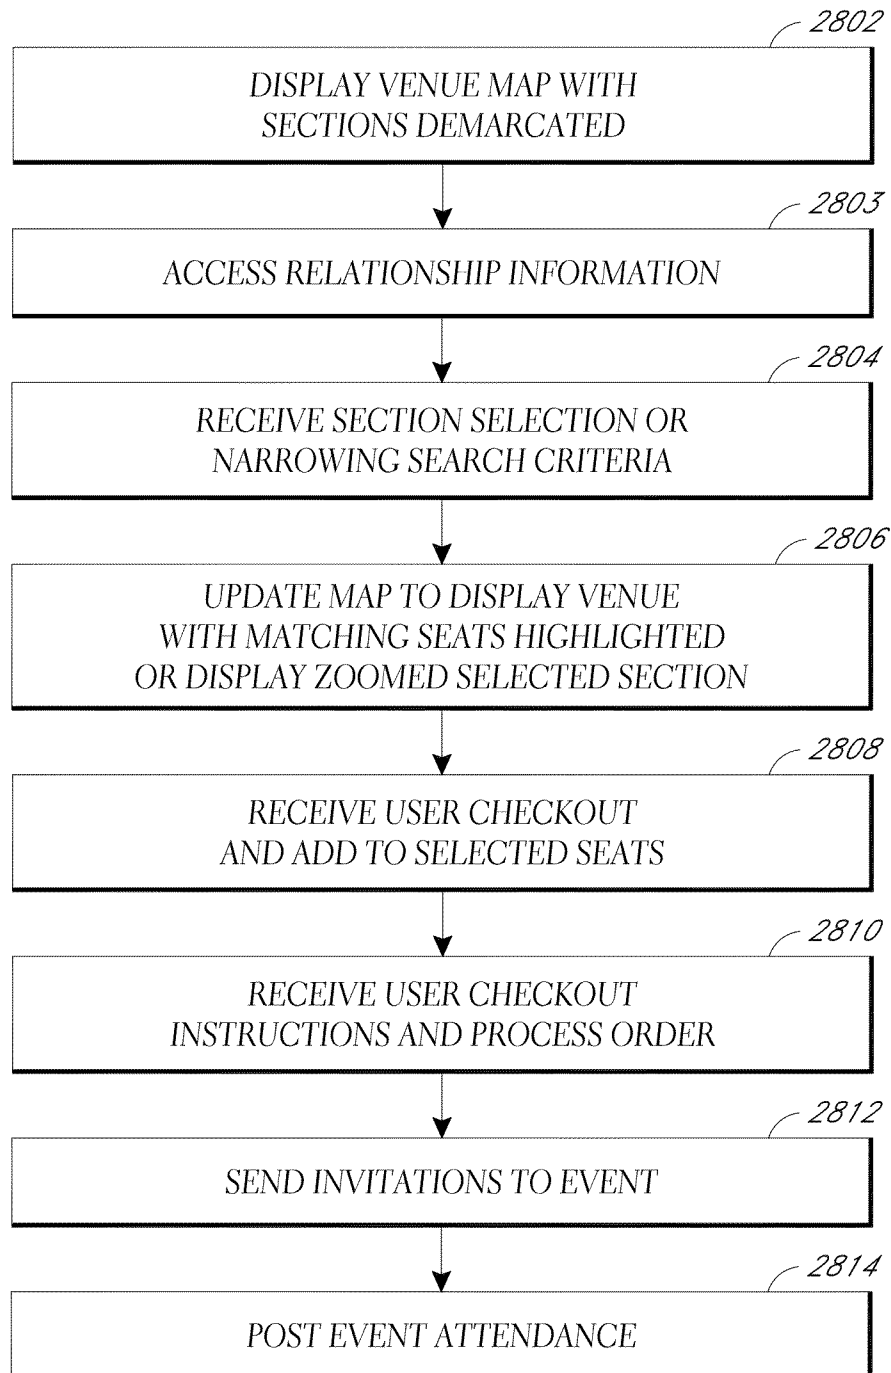 2802
DISPLAY VENUE MAP WITH
SECTIONS DEMARCATED
2803
ACCESS RELATIONSHIP INFORMATION
2804
RECEIVE SECTION SELECTION OR
NARROWING SEARCH CRITERIA
2806
UPDATE MAP TO DISPLAY VENUE
WITH MATCHING SEATS HIGHLIGHTED
OR DISPLAY ZOOMED SELECTED SECTION
2808
RECEIVE USER CHECKOUT
AND ADD TO SELECTED SEATS
2810
RECEIVE USER CHECKOUT
INSTRUCTIONS AND PROCESS ORDER
2812
SEND INVITATIONS TO EVENT
2814
POST EVENT ATTENDANCE